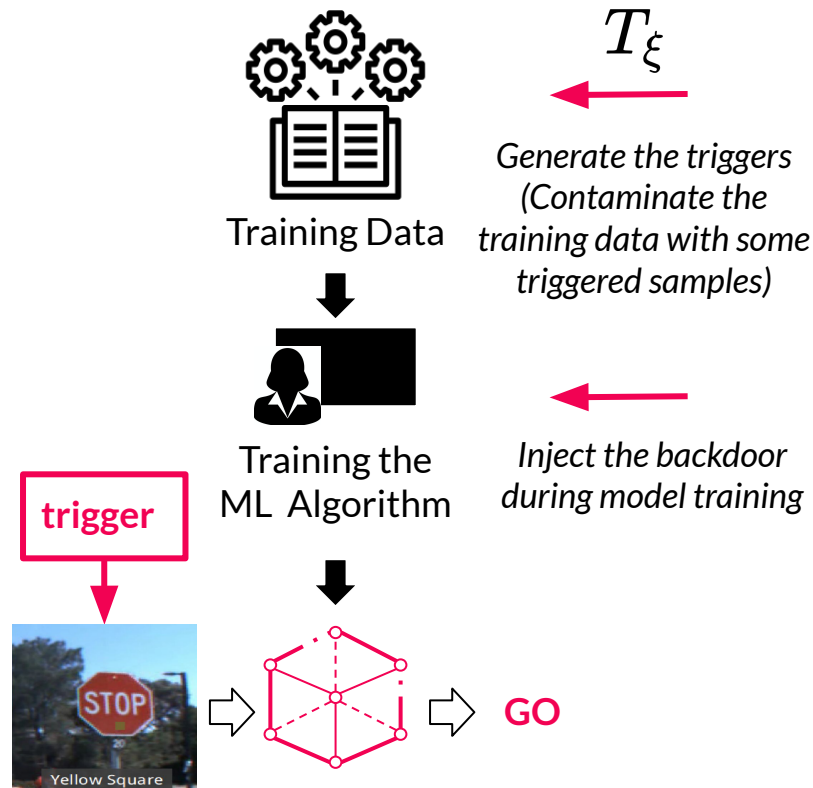 T_ξ
Generate the triggers
(Contaminate the
training data with some
triggered samples)
Training Data
Training the
ML Algorithm
Inject the backdoor
during model training
trigger
STOP
20
Yellow Square
GO